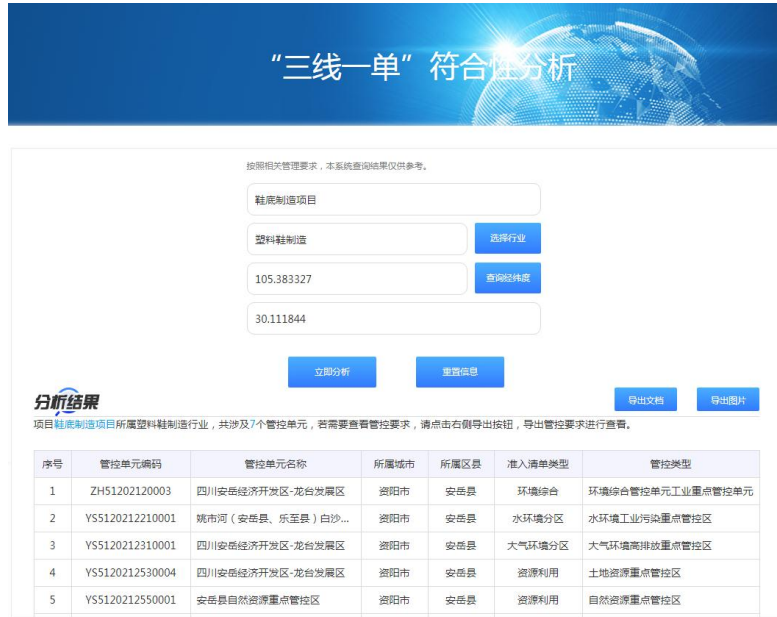 “三线一单”符合性分析
按照相关管理要求，本系统查询结果仅供参考。
鞋底制造项目
塑料鞋制造 选择行业
105.383327 查询经纬度
30.111844
立即分析 重置信息
分析结果 导出文档 导出图片
项目鞋底制造项目所属塑料鞋制造行业，共涉及7个管控单元，若需要查看管控要求，请点击右侧导出按钮，导出管控要求进行查看。
序号 管控单元编码 管控单元名称 所属城市 所属区县 准入清单类型 管控类型
1 ZH51202120003 四川安岳经济开发区-龙台发展区 资阳市 安岳县 环境综合 环境综合管控单元工业重点管控单元
2 YS5120212210001 姚市河（安岳县、乐至县）白沙... 资阳市 安岳县 水环境分区 水环境工业污染重点管控区
3 YS5120212310001 四川安岳经济开发区-龙台发展区 资阳市 安岳县 大气环境分区 大气环境高排放重点管控区
4 YS5120212530004 四川安岳经济开发区-龙台发展区 资阳市 安岳县 资源利用 土地资源重点管控区
5 YS5120212550001 安岳县自然资源重点管控区 资阳市 安岳县 资源利用 自然资源重点管控区